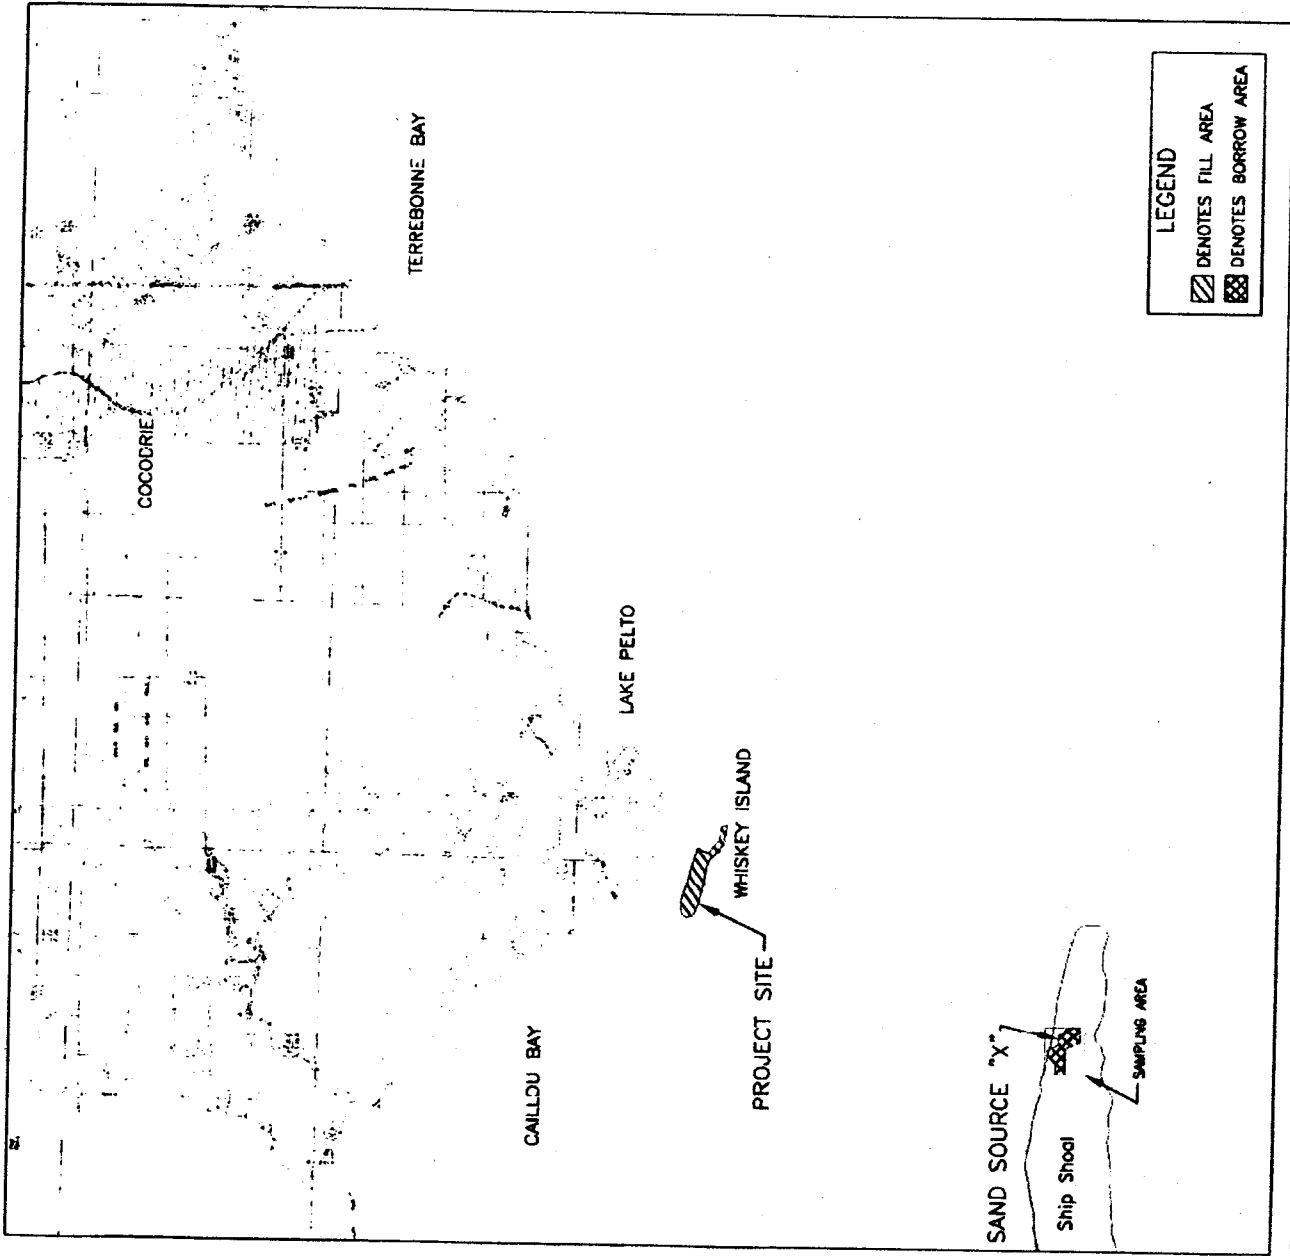 COCODRIE
TERREBONNE BAY
LAKE PELTO
CAILLOU BAY
WHISKEY ISLAND
PROJECT SITE
SAND SOURCE "X"
Ship Shoal
SAMPLING AREA
LEGEND
DENOTES FILL AREA
DENOTES BORROW AREA